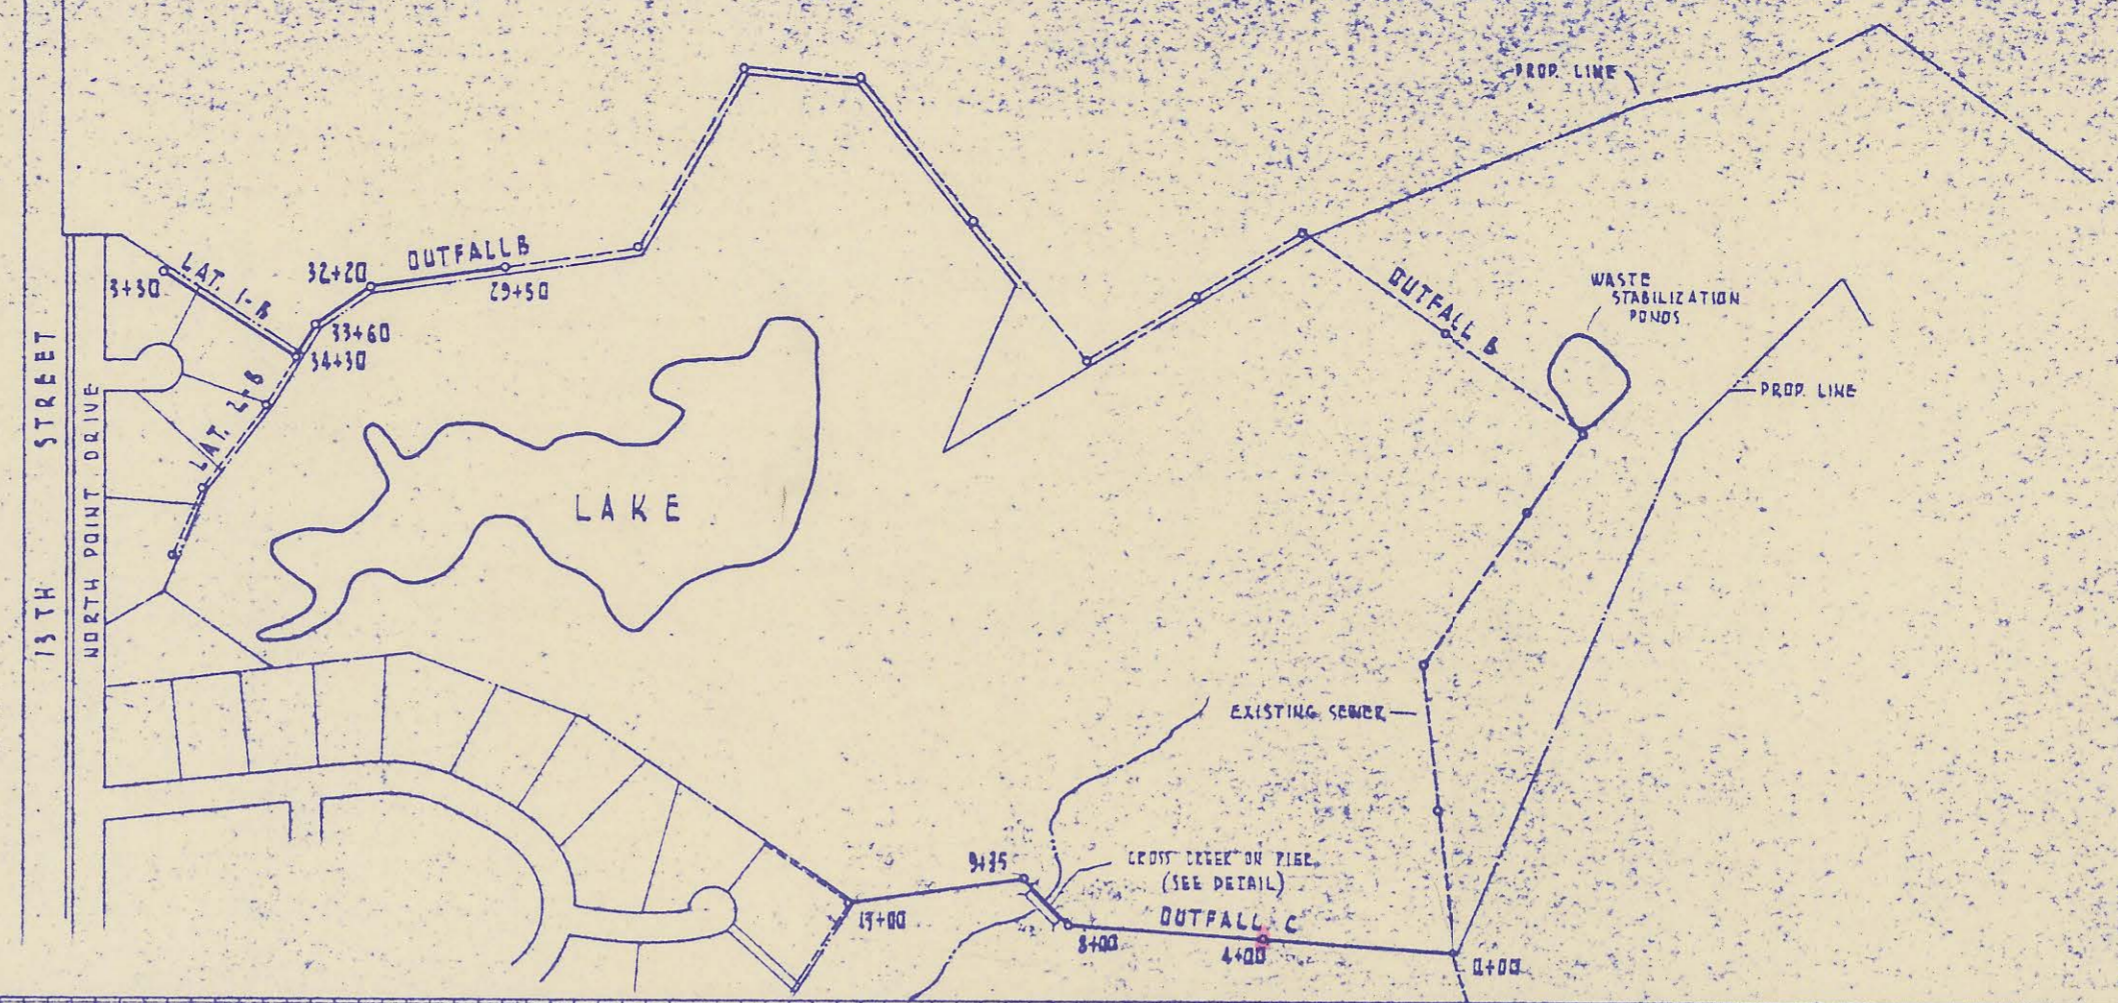 PROP. LINE
3+30
LAT. 1-B
32+20
OUTFALL B
29+50
33+60
34+30
LAT. 2-B
OUTFALL B
WASTE
STABILIZATION
PONDS
PROP. LINE
13TH STREET
NORTH POINT DRIVE
LAKE
EXISTING SEWER
9+35
CROSS CREEK ON PIER
(SEE DETAIL)
13+00
OUTFALL C
8+00
4+00
0+00